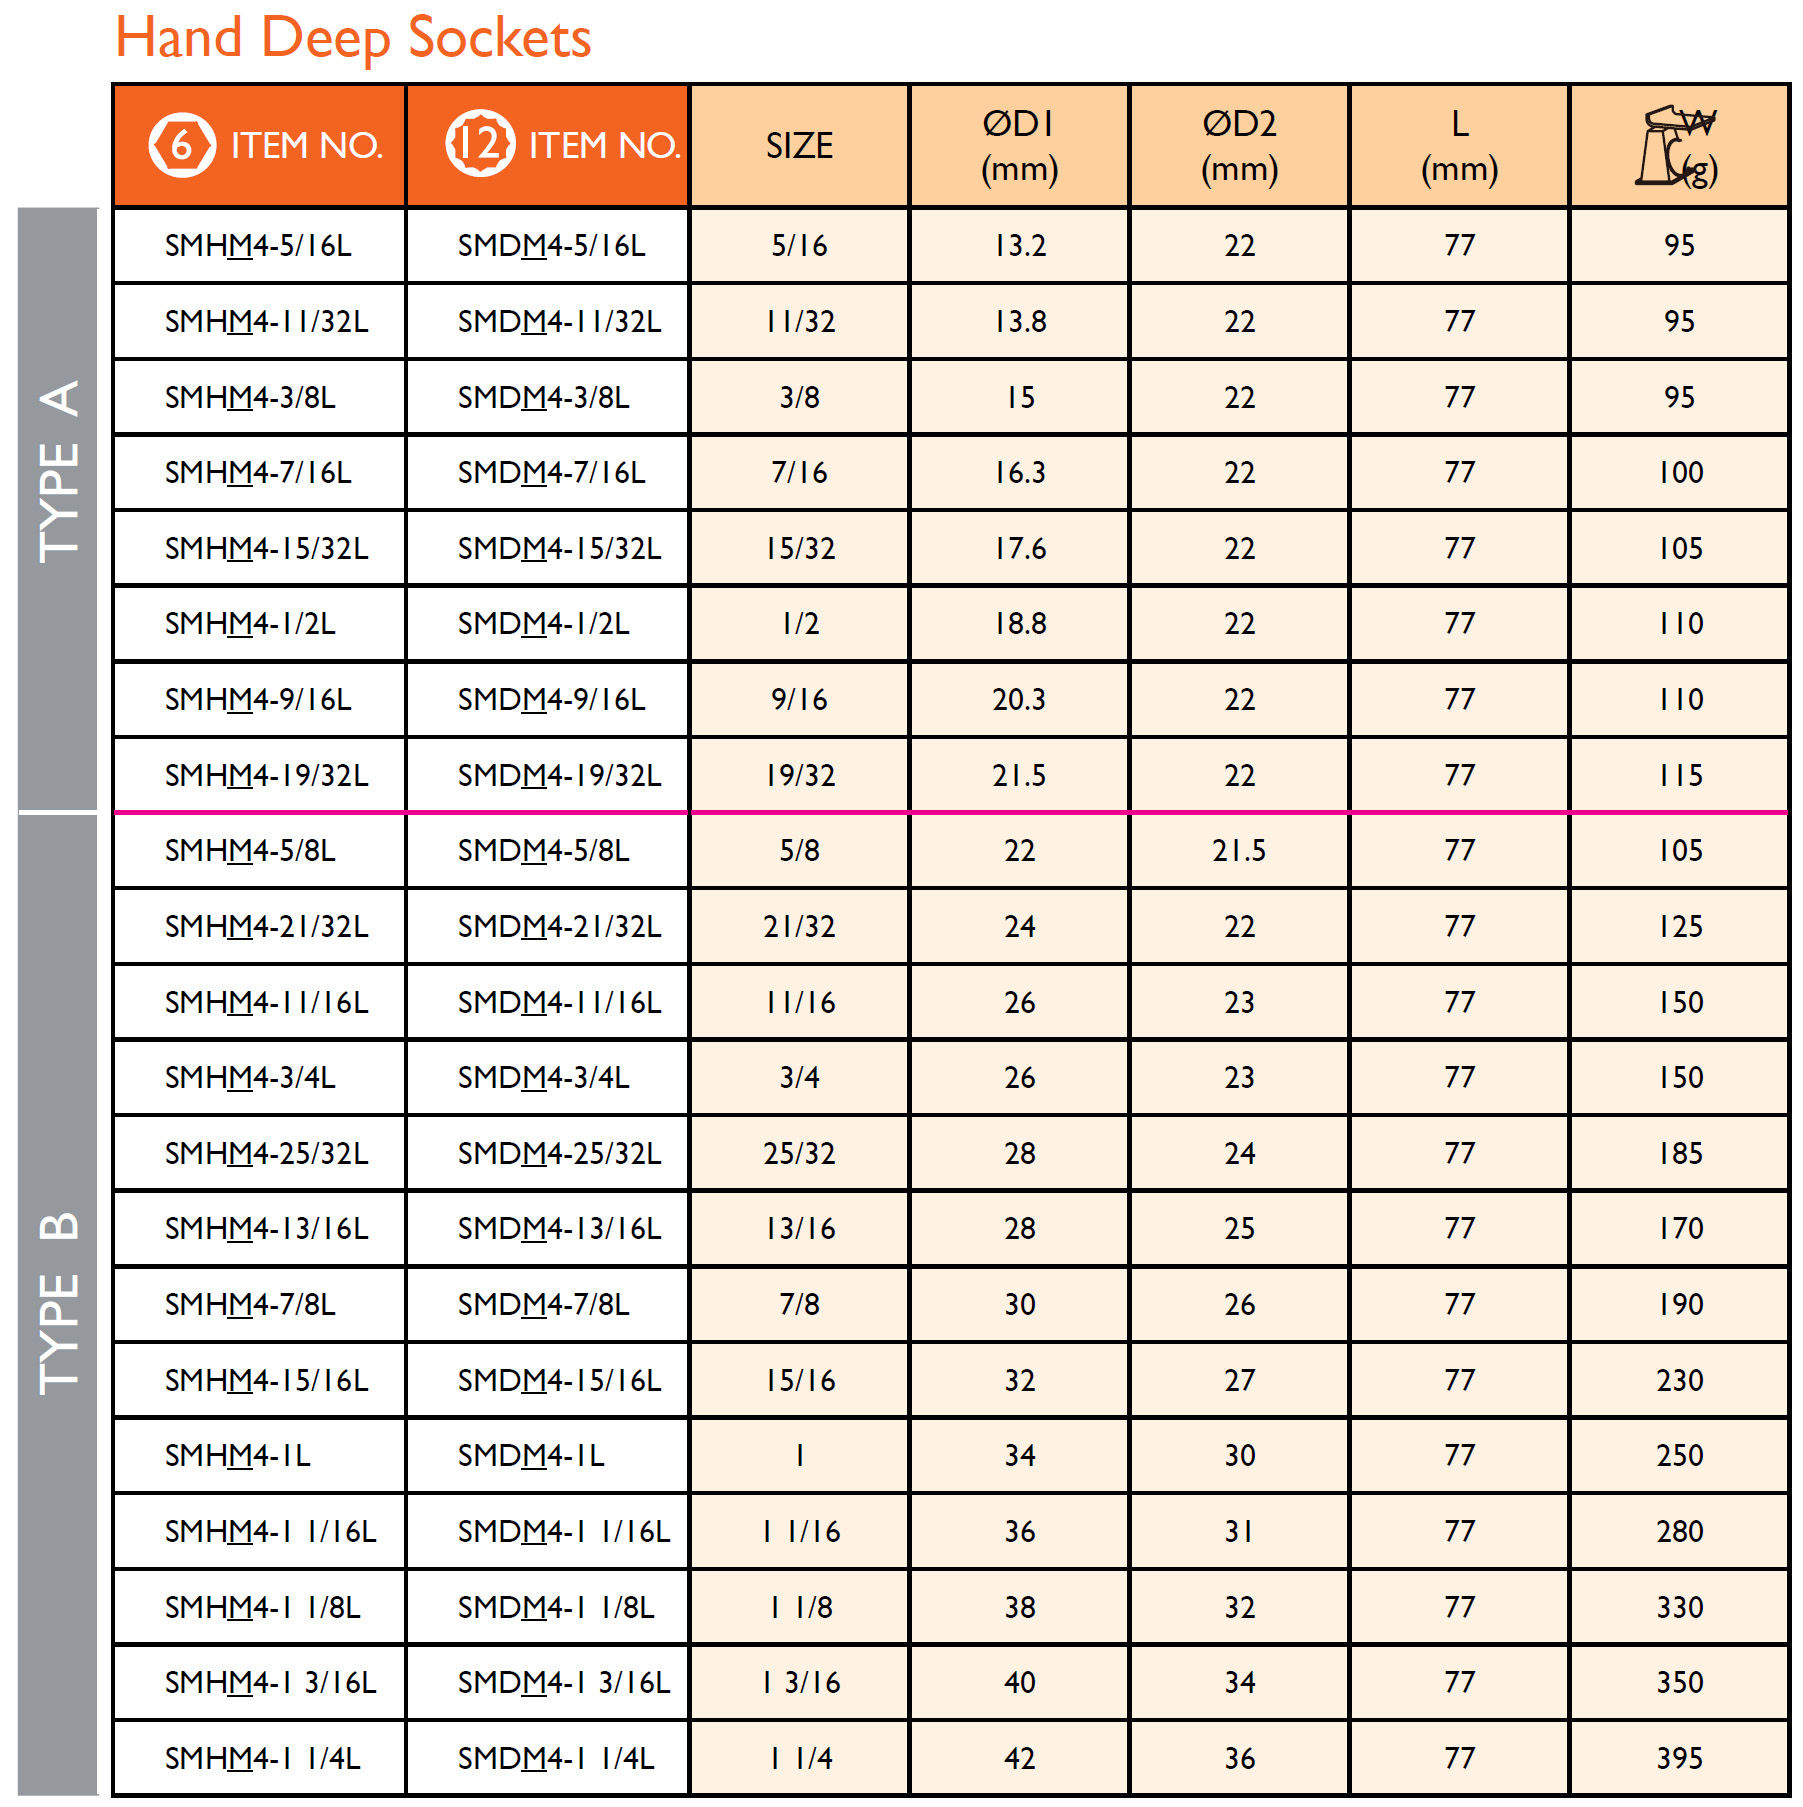 Hand Deep Sockets
6 ITEM NO. 12 ITEM NO. SIZE ØD1 (mm) ØD2 (mm) L (mm) W (g)
TYPE A
SMHM4-5/16L SMDM4-5/16L 5/16 13.2 22 77 95
SMHM4-11/32L SMDM4-11/32L 11/32 13.8 22 77 95
SMHM4-3/8L SMDM4-3/8L 3/8 15 22 77 95
SMHM4-7/16L SMDM4-7/16L 7/16 16.3 22 77 100
SMHM4-15/32L SMDM4-15/32L 15/32 17.6 22 77 105
SMHM4-1/2L SMDM4-1/2L 1/2 18.8 22 77 110
SMHM4-9/16L SMDM4-9/16L 9/16 20.3 22 77 110
SMHM4-19/32L SMDM4-19/32L 19/32 21.5 22 77 115
TYPE B
SMHM4-5/8L SMDM4-5/8L 5/8 22 21.5 77 105
SMHM4-21/32L SMDM4-21/32L 21/32 24 22 77 125
SMHM4-11/16L SMDM4-11/16L 11/16 26 23 77 150
SMHM4-3/4L SMDM4-3/4L 3/4 26 23 77 150
SMHM4-25/32L SMDM4-25/32L 25/32 28 24 77 185
SMHM4-13/16L SMDM4-13/16L 13/16 28 25 77 170
SMHM4-7/8L SMDM4-7/8L 7/8 30 26 77 190
SMHM4-15/16L SMDM4-15/16L 15/16 32 27 77 230
SMHM4-1L SMDM4-1L 1 34 30 77 250
SMHM4-1 1/16L SMDM4-1 1/16L 1 1/16 36 31 77 280
SMHM4-1 1/8L SMDM4-1 1/8L 1 1/8 38 32 77 330
SMHM4-1 3/16L SMDM4-1 3/16L 1 3/16 40 34 77 350
SMHM4-1 1/4L SMDM4-1 1/4L 1 1/4 42 36 77 395